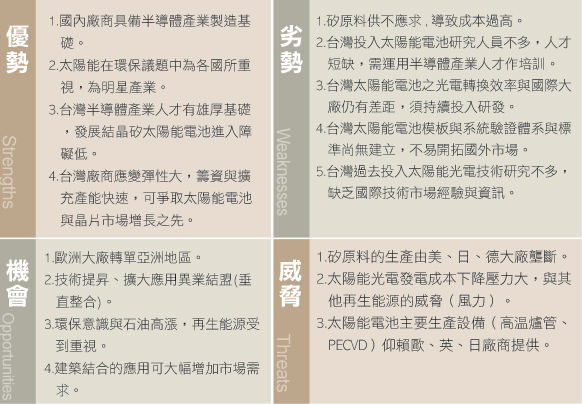 優勢
Strengths
1.國內廠商具備半導體產業製造基
礎。
2.太陽能在環保議題中為各國所重
視，為明星產業。
3.台灣半導體產業人才有雄厚基礎
，發展結晶矽太陽能電池進入障
礙低。
4.台灣廠商應變彈性大，籌資與擴
充產能快速，可爭取太陽能電池
與晶片市場增長之先。
劣勢
Weaknesses
1.矽原料供不應求，導致成本過高。
2.台灣投入太陽能電池研究人員不多，人才
短缺，需運用半導體產業人才作培訓。
3.台灣太陽能電池之光電轉換效率與國際大
廠仍有差距，須持續投入研發。
4.台灣太陽能電池模板與系統驗證體系與標
準尚無建立，不易開拓國外市場。
5.台灣過去投入太陽能光電技術研究不多，
缺乏國際技術市場經驗與資訊。
機會
Opportunities
1.歐洲大廠轉單亞洲地區。
2.技術提昇、擴大應用異業結盟(垂
直整合)。
3.環保意識與石油高漲，再生能源受
到重視。
4.建築結合的應用可大幅增加市場需
求。
威脅
Threats
1.矽原料的生產由美、日、德大廠壟斷。
2.太陽能光電發電成本下降壓力大，與其
他再生能源的威脅（風力）。
3.太陽能電池主要生產設備（高温爐管、
PECVD）仰賴歐、英、日廠商提供。